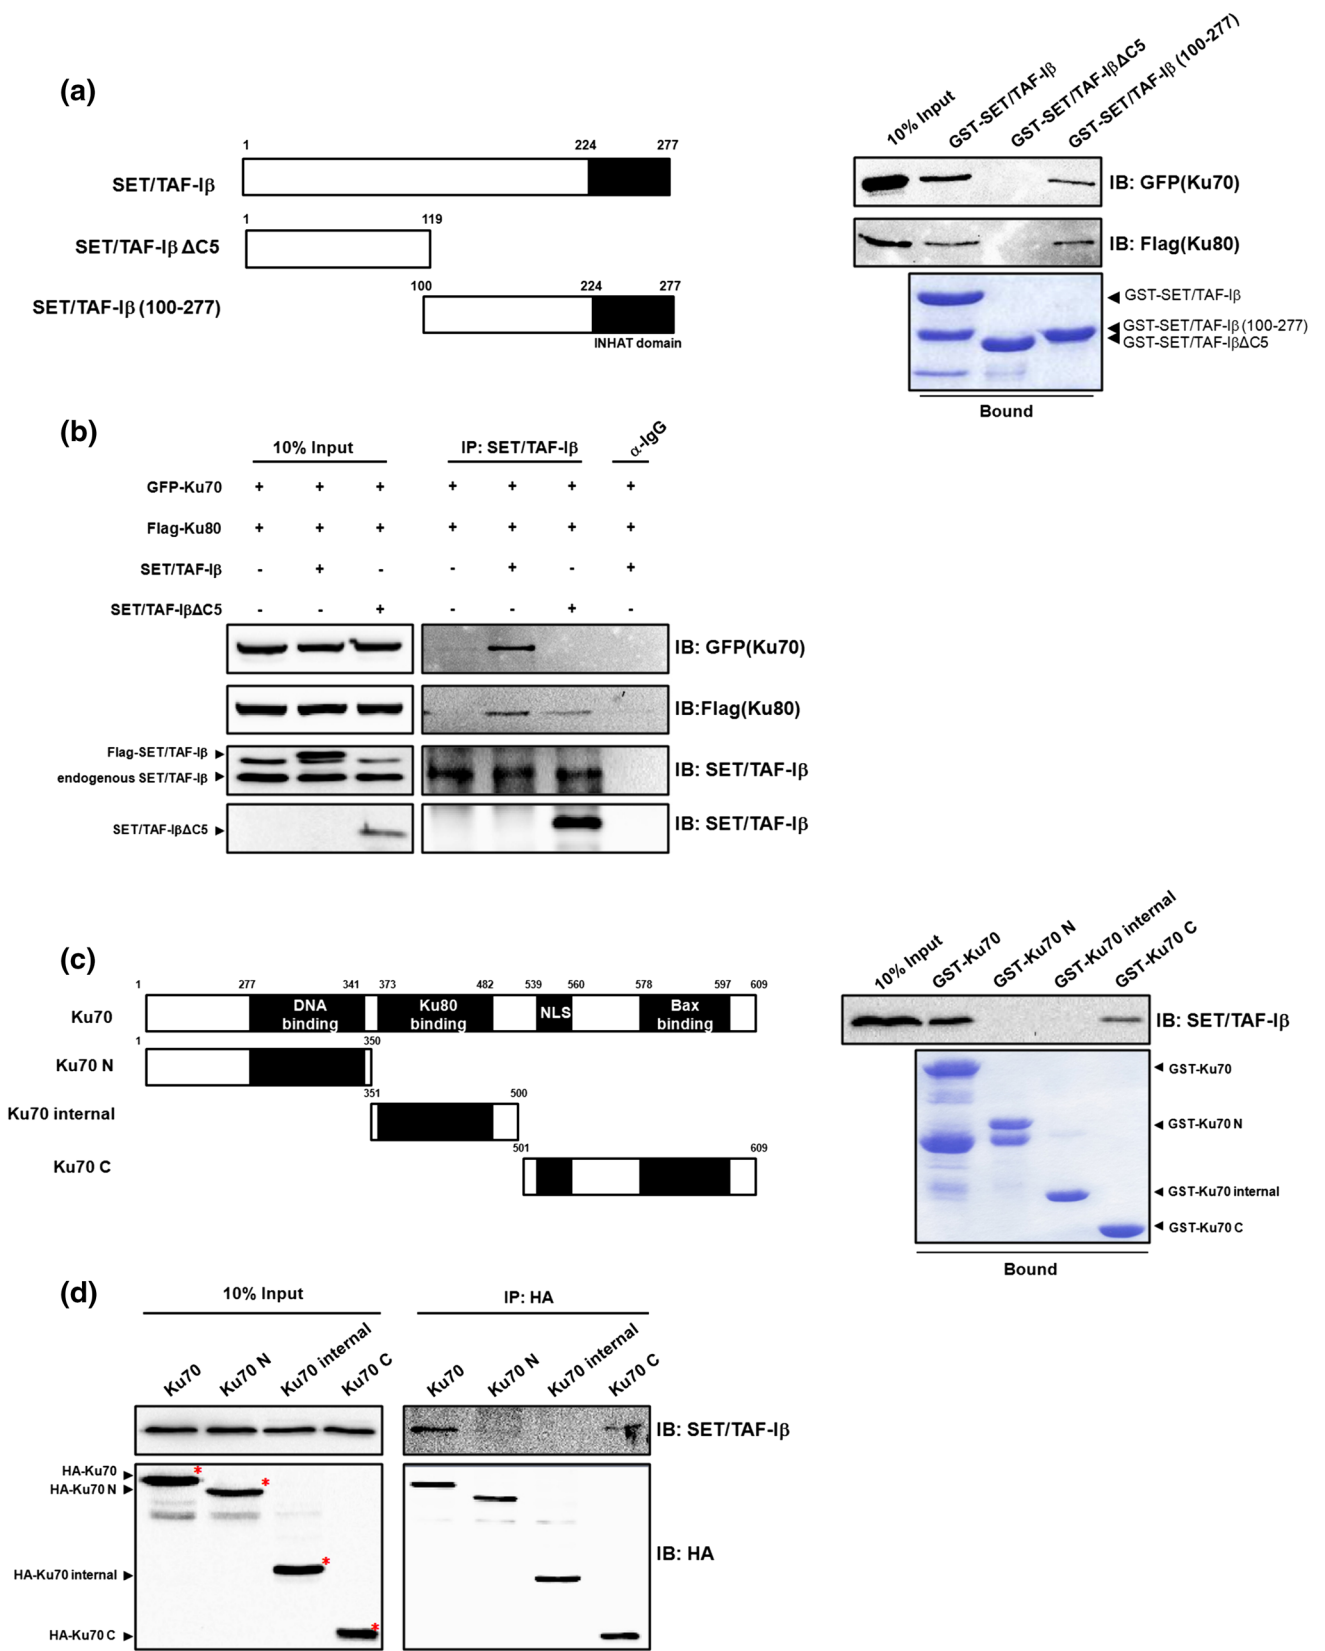 (a)
1 224 277
SET/TAF-Iβ
1 119
SET/TAF-Iβ ΔC5
100 224 277
SET/TAF-Iβ (100-277)
INHAT domain
10% Input
GST-SET/TAF-Iβ
GST-SET/TAF-IβΔC5
GST-SET/TAF-Iβ (100-277)
IB: GFP(Ku70)
IB: Flag(Ku80)
GST-SET/TAF-Iβ
GST-SET/TAF-Iβ (100-277)
GST-SET/TAF-IβΔC5
Bound
(b)
10% Input IP: SET/TAF-Iβ α-IgG
GFP-Ku70 + + + + + + +
Flag-Ku80 + + + + + + +
SET/TAF-Iβ - + - - + - +
SET/TAF-IβΔC5 - - + - - + -
IB: GFP(Ku70)
IB:Flag(Ku80)
Flag-SET/TAF-Iβ
endogenous SET/TAF-Iβ
IB: SET/TAF-Iβ
SET/TAF-IβΔC5
IB: SET/TAF-Iβ
(c)
1 277 341 373 482 539 560 578 597 609
Ku70
DNA binding
Ku80 binding
NLS
Bax binding
1 350
Ku70 N
351 500
Ku70 internal
501 609
Ku70 C
10% Input
GST-Ku70
GST-Ku70 N
GST-Ku70 internal
GST-Ku70 C
IB: SET/TAF-Iβ
GST-Ku70
GST-Ku70 N
GST-Ku70 internal
GST-Ku70 C
Bound
(d)
10% Input IP: HA
Ku70 Ku70 N Ku70 internal Ku70 C
Ku70 Ku70 N Ku70 internal Ku70 C
IB: SET/TAF-Iβ
HA-Ku70 *
HA-Ku70 N *
HA-Ku70 internal *
HA-Ku70 C *
IB: HA